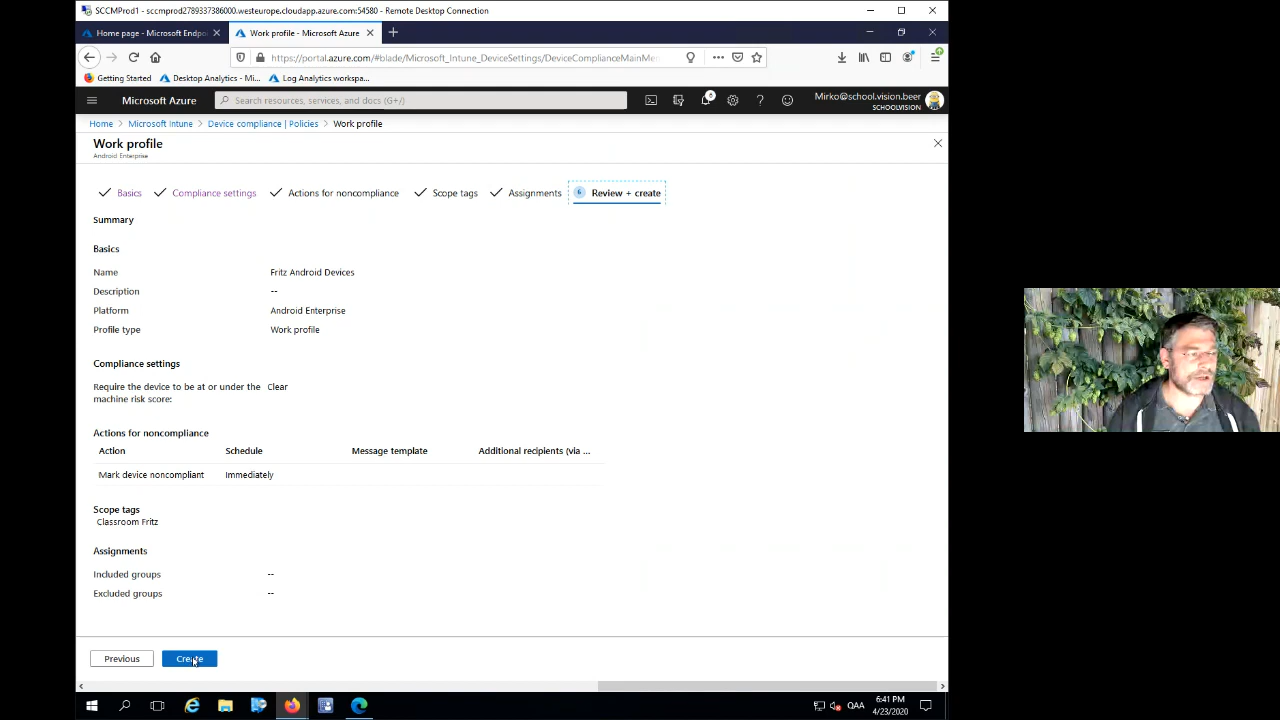 SCCMProd1 - sccmprod2789337386000.westeurope.cloudapp.azure.com:54580 - Remote Desktop Connection
Home page - Microsoft Endpoi
Work profile - Microsoft Azure
https://portal.azure.com/#blade/Microsoft_Intune_DeviceSettings/DeviceComplianceMainMen
Getting Started
Desktop Analytics - Mi...
Log Analytics workspa...
Microsoft Azure
Search resources, services, and docs (G+/)
Mirko@school.vision.beer
SCHOOLVISION
Home > Microsoft Intune > Device compliance | Policies > Work profile
Work profile
Android Enterprise
Basics
Compliance settings
Actions for noncompliance
Scope tags
Assignments
6 Review + create
Summary
Basics
Name Fritz Android Devices
Description --
Platform Android Enterprise
Profile type Work profile
Compliance settings
Require the device to be at or under the Clear
machine risk score:
Actions for noncompliance
Action Schedule Message template Additional recipients (via ...
Mark device noncompliant Immediately
Scope tags
Classroom Fritz
Assignments
Included groups --
Excluded groups --
Previous Create
6:41 PM
QAA
4/23/2020